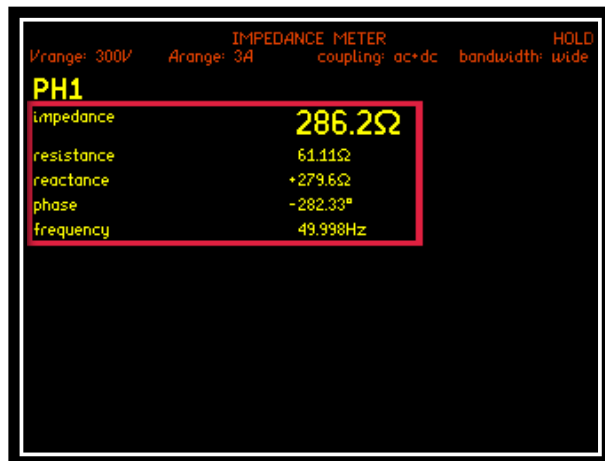 IMPEDANCE METER HOLD
Vrange: 300V Arange: 3A coupling: ac+dc bandwidth: wide
PH1
impedance 286.2Ω
resistance 61.11Ω
reactance +279.6Ω
phase -282.33°
frequency 49.998Hz